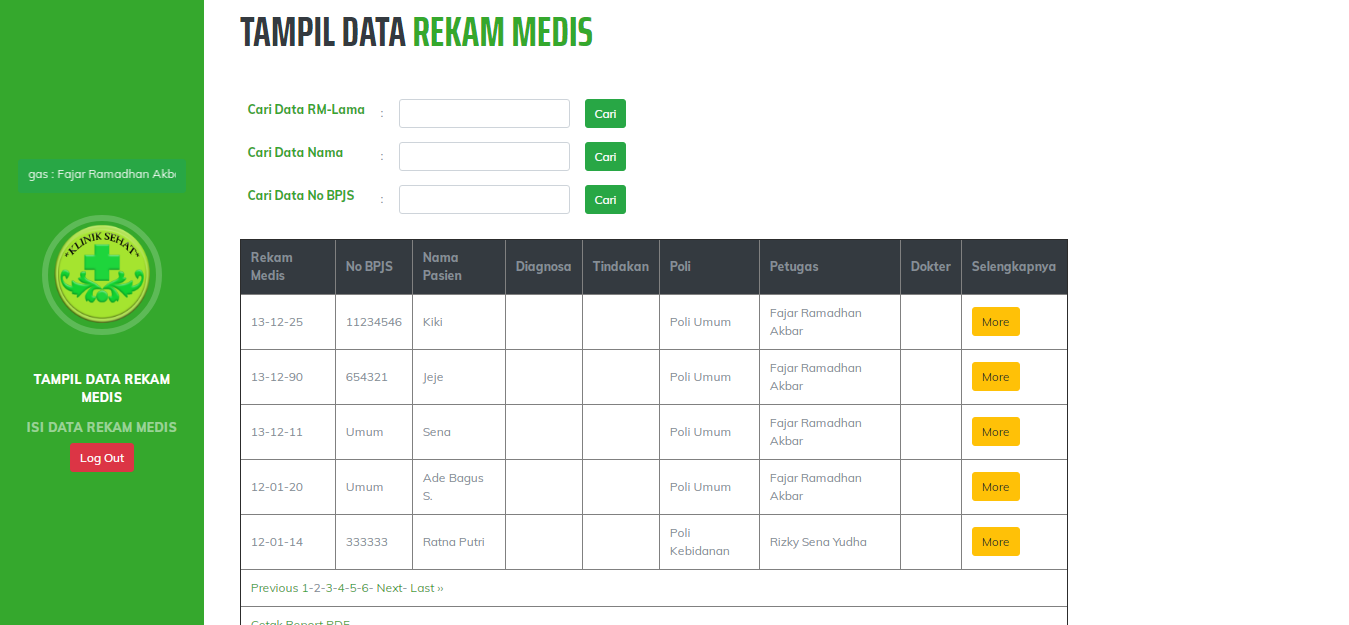 TAMPIL DATA REKAM MEDIS
gas : Fajar Ramadhan Akb
"KLINIK SEHAT"
TAMPIL DATA REKAM
MEDIS
ISI DATA REKAM MEDIS
Log Out
Cari Data RM-Lama : Cari
Cari Data Nama : Cari
Cari Data No BPJS : Cari
Rekam Medis No BPJS Nama Pasien Diagnosa Tindakan Poli Petugas Dokter Selengkapnya
13-12-25 11234546 Kiki Poli Umum Fajar Ramadhan Akbar More
13-12-90 654321 Jeje Poli Umum Fajar Ramadhan Akbar More
13-12-11 Umum Sena Poli Umum Fajar Ramadhan Akbar More
12-01-20 Umum Ade Bagus S. Poli Umum Fajar Ramadhan Akbar More
12-01-14 333333 Ratna Putri Poli Kebidanan Rizky Sena Yudha More
Previous 1-2-3-4-5-6- Next- Last ››
Cetak Report PDF